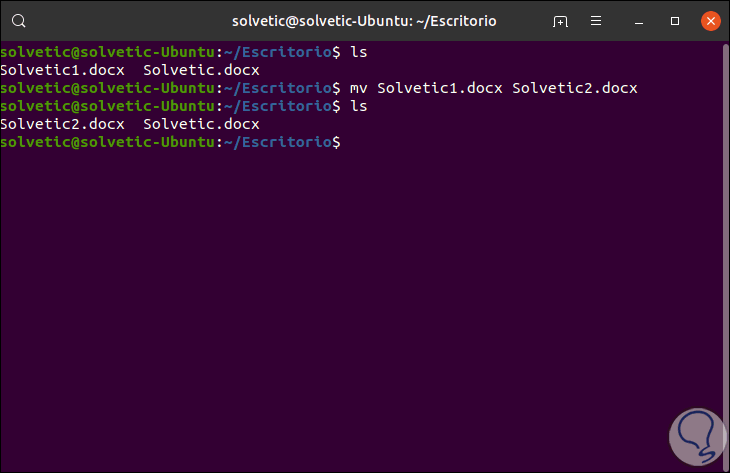 solvetic@solvetic-Ubuntu: ~/Escritorio
solvetic@solvetic-Ubuntu:~/Escritorio$ ls
Solvetic1.docx  Solvetic.docx
solvetic@solvetic-Ubuntu:~/Escritorio$ mv Solvetic1.docx Solvetic2.docx
solvetic@solvetic-Ubuntu:~/Escritorio$ ls
Solvetic2.docx  Solvetic.docx
solvetic@solvetic-Ubuntu:~/Escritorio$